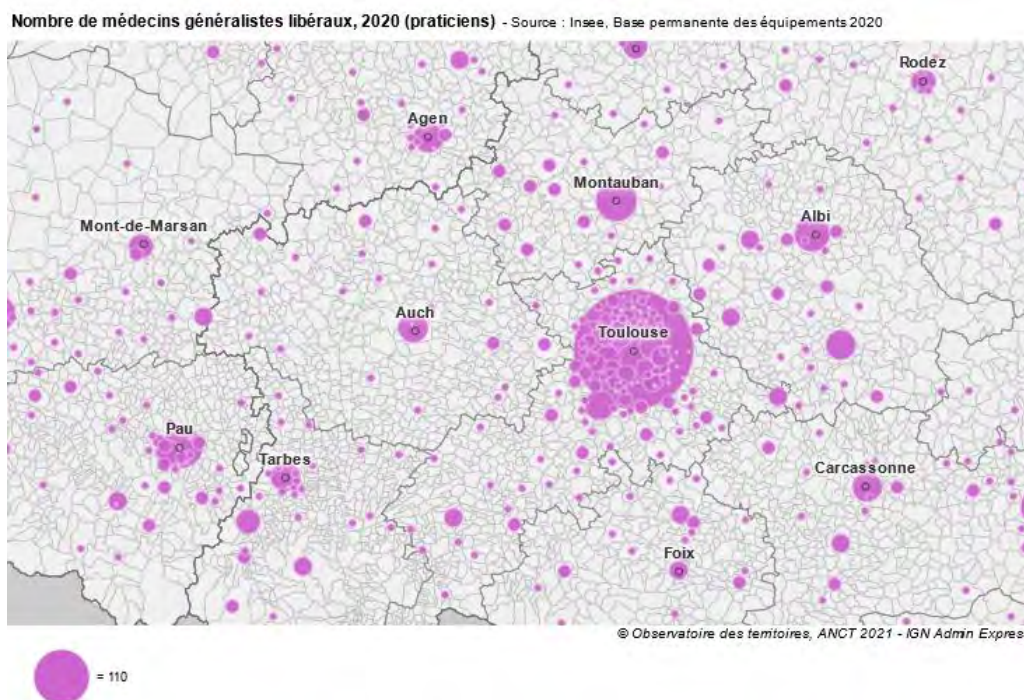 Nombre de médecins généralistes libéraux, 2020 (praticiens) - Source : Insee, Base permanente des équipements 2020
Rodez
Agen
Montauban
Mont-de-Marsan
Albi
Auch
Toulouse
Pau
Tarbes
Carcassonne
Foix
© Observatoire des territoires, ANCT 2021 - IGN Admin Expres
= 110